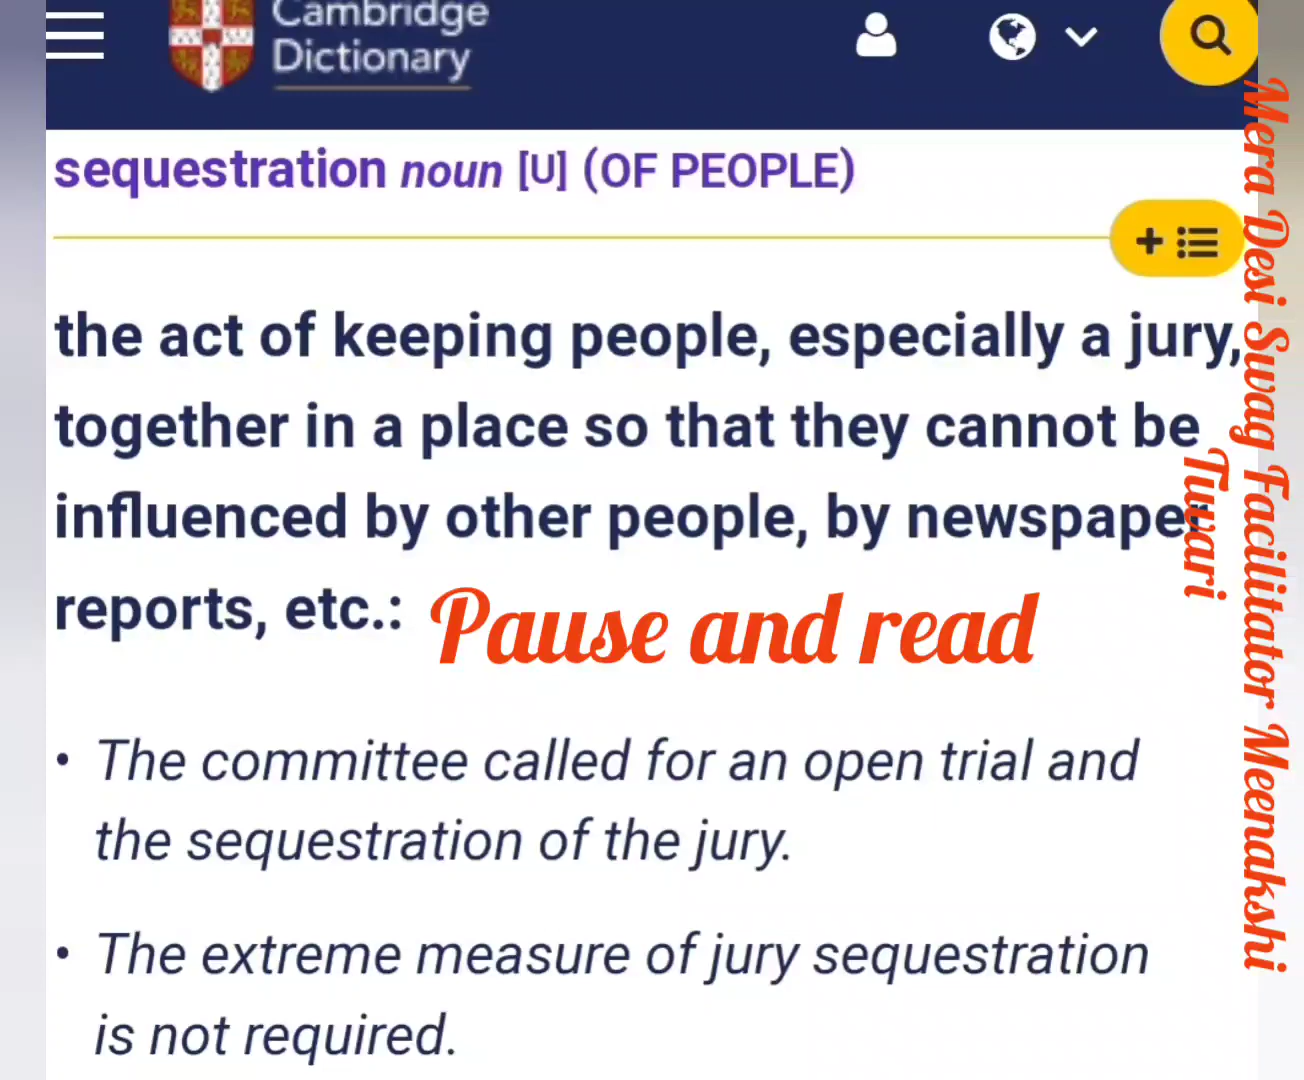 Cambridge
Dictionary
sequestration noun [U] (OF PEOPLE)
the act of keeping people, especially a jury,
together in a place so that they cannot be
influenced by other people, by newspaper
reports, etc.:
Pause and read
• The committee called for an open trial and
the sequestration of the jury.
• The extreme measure of jury sequestration
is not required.
Mera Desi Swag Facilitator Meenakshi
Tiwari